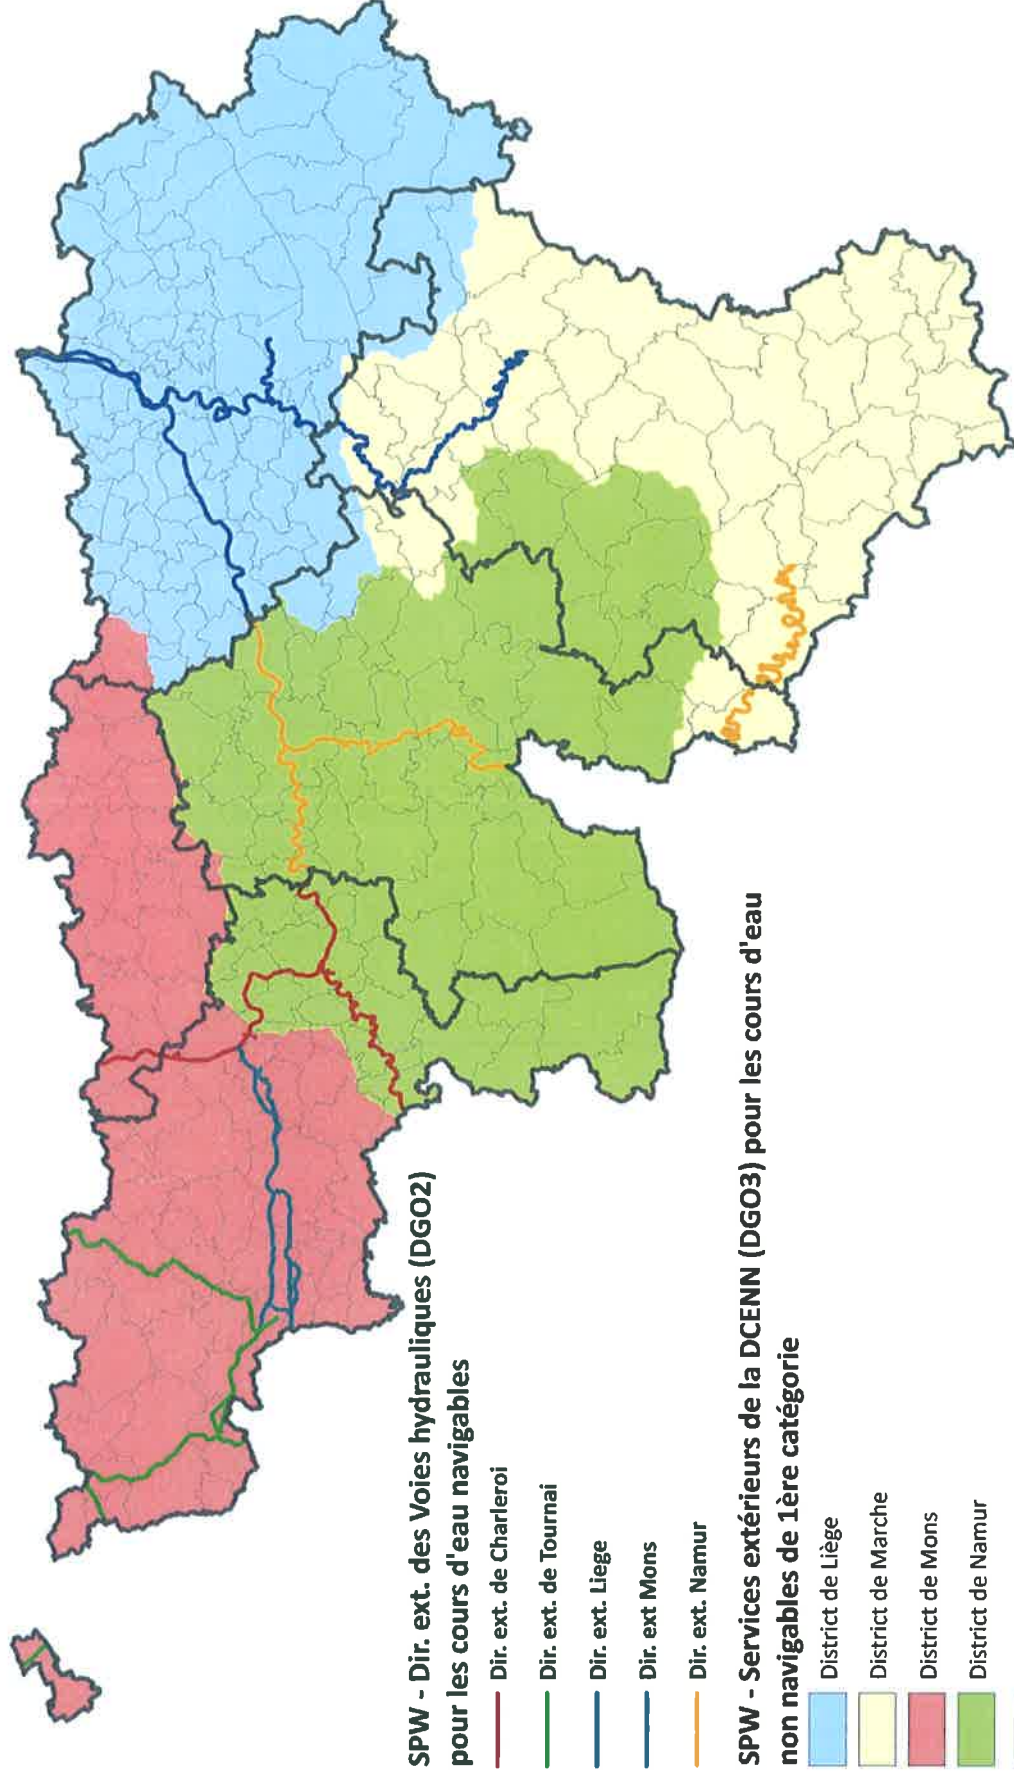 SPW - Dir. ext. des Voies hydrauliques (DGO2)
pour les cours d'eau navigables
Dir. ext. de Charleroi
Dir. ext. de Tournai
Dir. ext. Liege
Dir. ext Mons
Dir. ext. Namur
SPW - Services extérieurs de la DCENN (DGO3) pour les cours d'eau
non navigables de 1ère catégorie
District de Liège
District de Marche
District de Mons
District de Namur